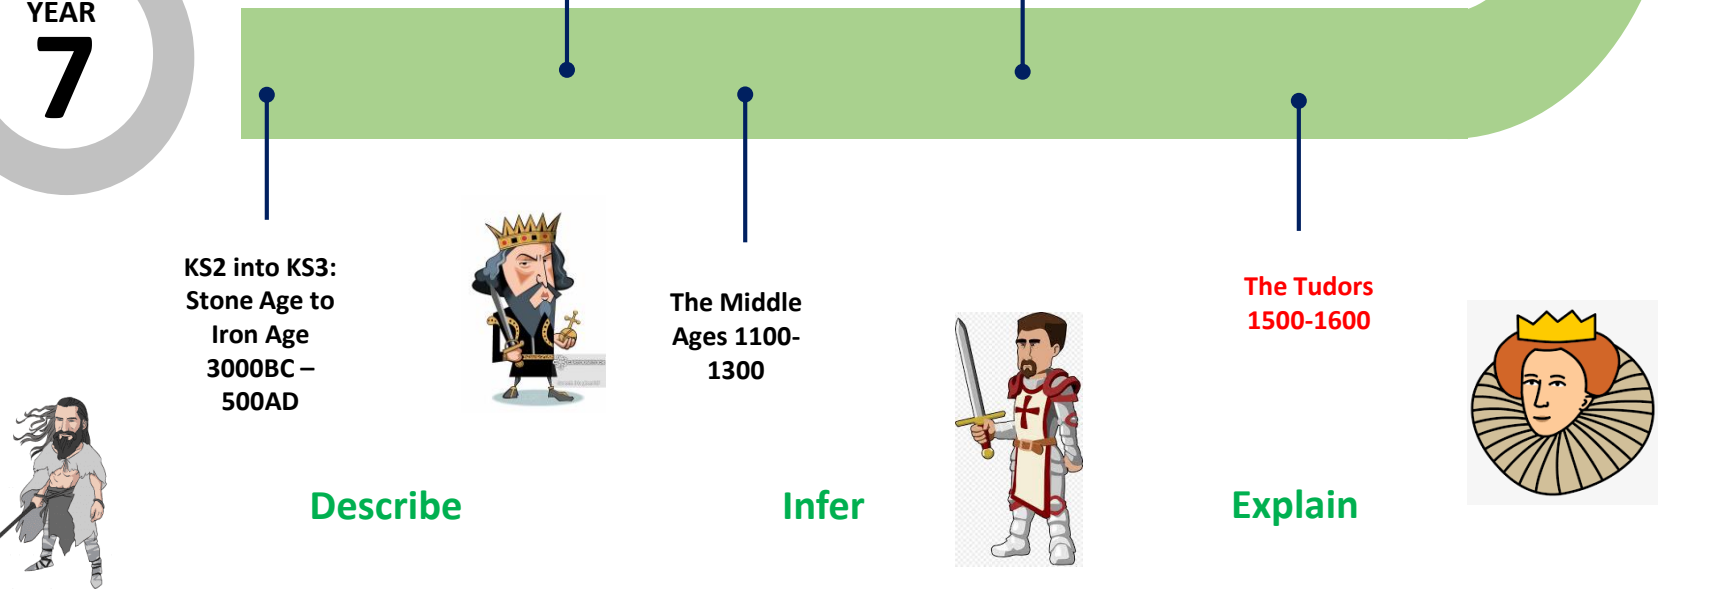 YEAR
7
KS2 into KS3:
Stone Age to
Iron Age
3000BC –
500AD
The Middle
Ages 1100-
1300
The Tudors
1500-1600
Describe
Infer
Explain